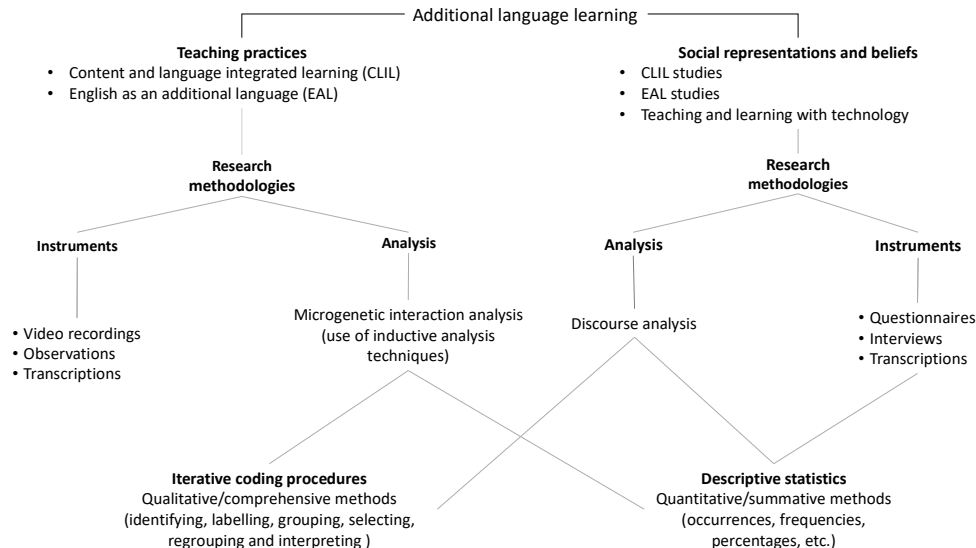 Additional language learning
Teaching practices
• Content and language integrated learning (CLIL)
• English as an additional language (EAL)
Social representations and beliefs
• CLIL studies
• EAL studies
• Teaching and learning with technology
Research
methodologies
Research
methodologies
Instruments
Analysis
Analysis
Instruments
• Video recordings
• Observations
• Transcriptions
Microgenetic interaction analysis
(use of inductive analysis
techniques)
Discourse analysis
• Questionnaires
• Interviews
• Transcriptions
Iterative coding procedures
Qualitative/comprehensive methods
(identifying, labelling, grouping, selecting,
regrouping and interpreting )
Descriptive statistics
Quantitative/summative methods
(occurrences, frequencies,
percentages, etc.)